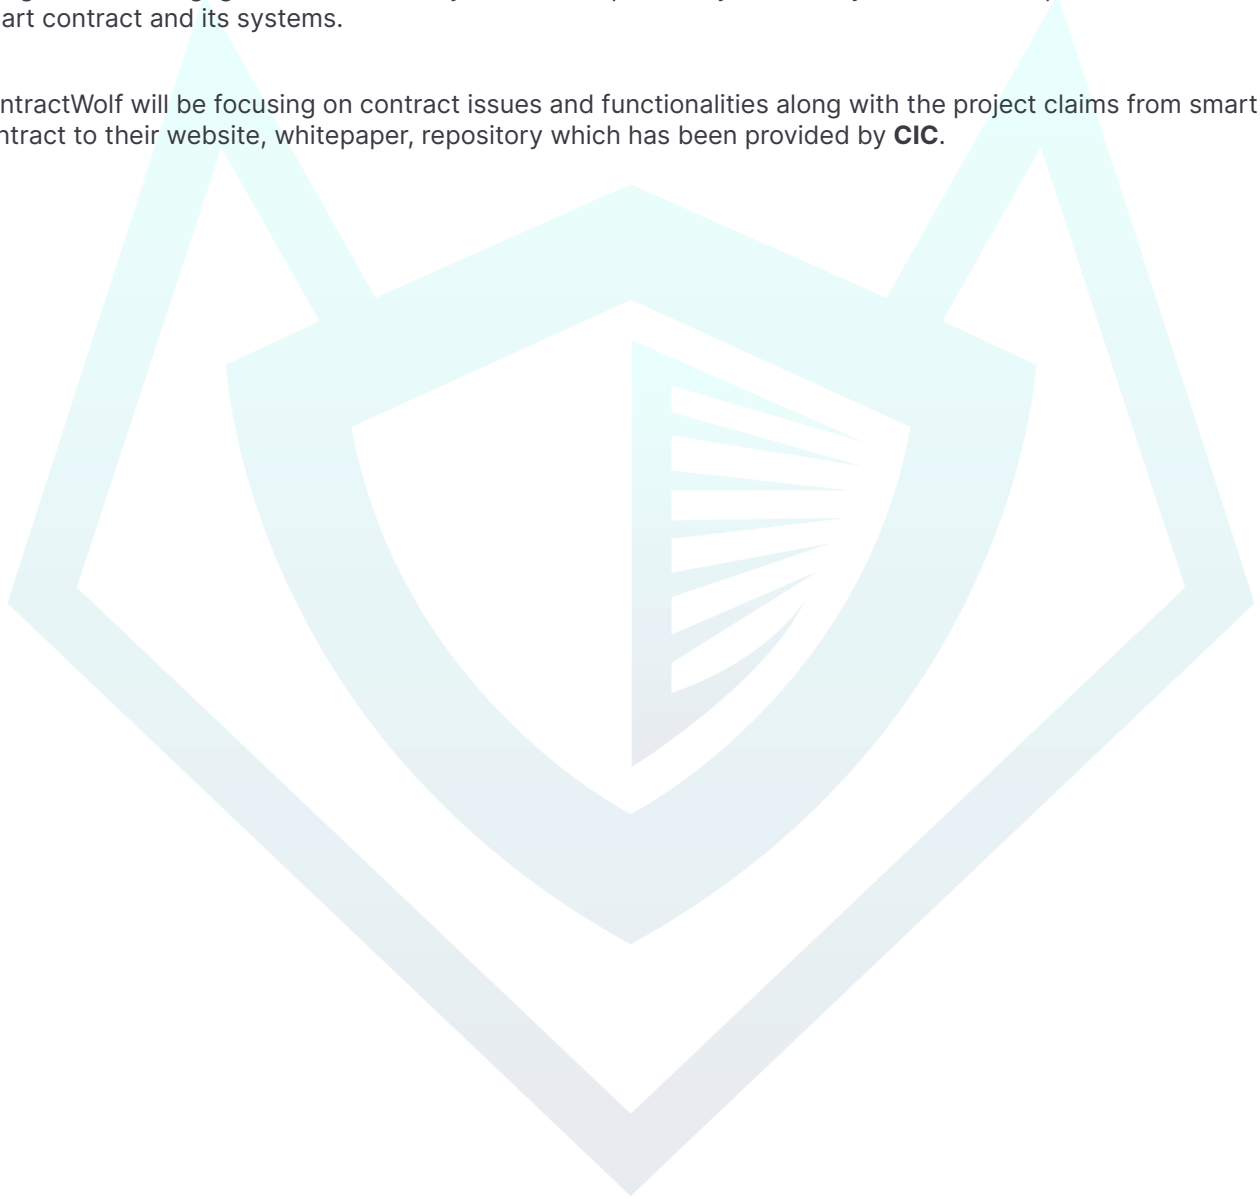 art contract and its systems.
ntractWolf will be focusing on contract issues and functionalities along with the project claims from smart
ntract to their website, whitepaper, repository which has been provided by CIC.